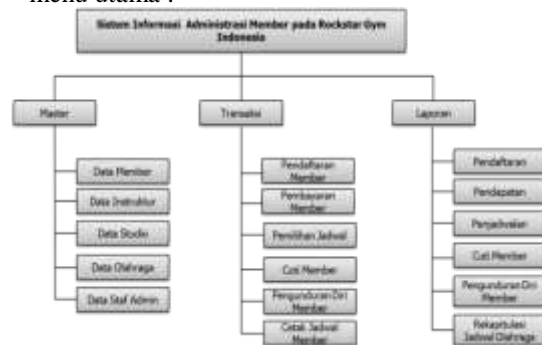 menu utama :
Sistem Informasi Administrasi Member pada Rockstar Gym
Indonesia
Master
Transaksi
Laporan
Data Member
Data Instruktur
Data Studio
Data Olahraga
Data Staf Admin
Pendaftaran
Member
Pembayaran
Member
Pemilihan Jadwal
Cuti Member
Pengunduran Diri
Member
Cetak Jadwal
Member
Pendaftaran
Pendapatan
Penjadwalan
Cuti Member
Pengunduran Diri
Member
Rekapitulasi
Jadwal Olahraga